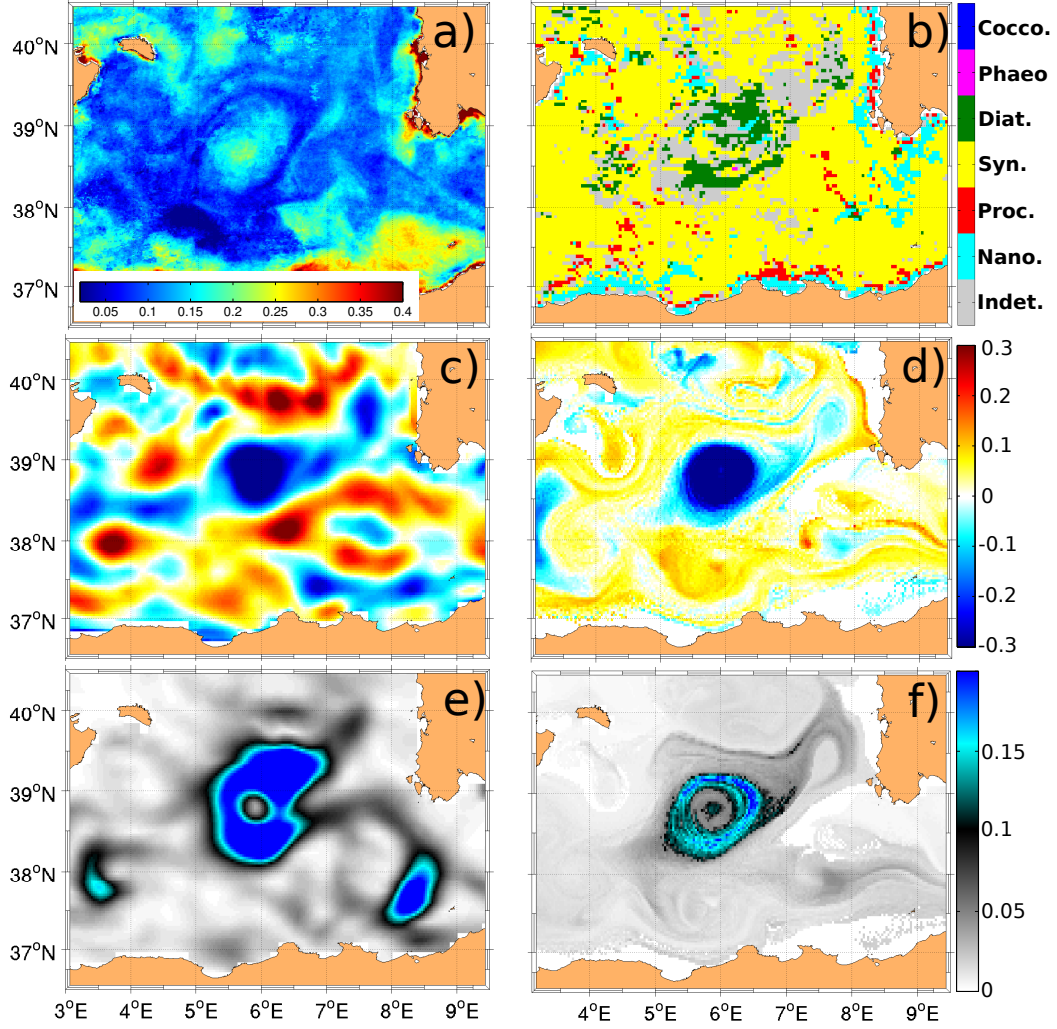 a)
40°N
39°N
38°N
37°N
0.05 0.1 0.15 0.2 0.25 0.3 0.35 0.4
b)
Cocco.
Phaeo
Diat.
Syn.
Proc.
Nano.
Indet.
c)
40°N
39°N
38°N
37°N
d)
0.3
0.2
0.1
0
-0.1
-0.2
-0.3
e)
40°N
39°N
38°N
37°N
3°E 4°E 5°E 6°E 7°E 8°E 9°E
f)
0.15
0.1
0.05
0
4°E 5°E 6°E 7°E 8°E 9°E